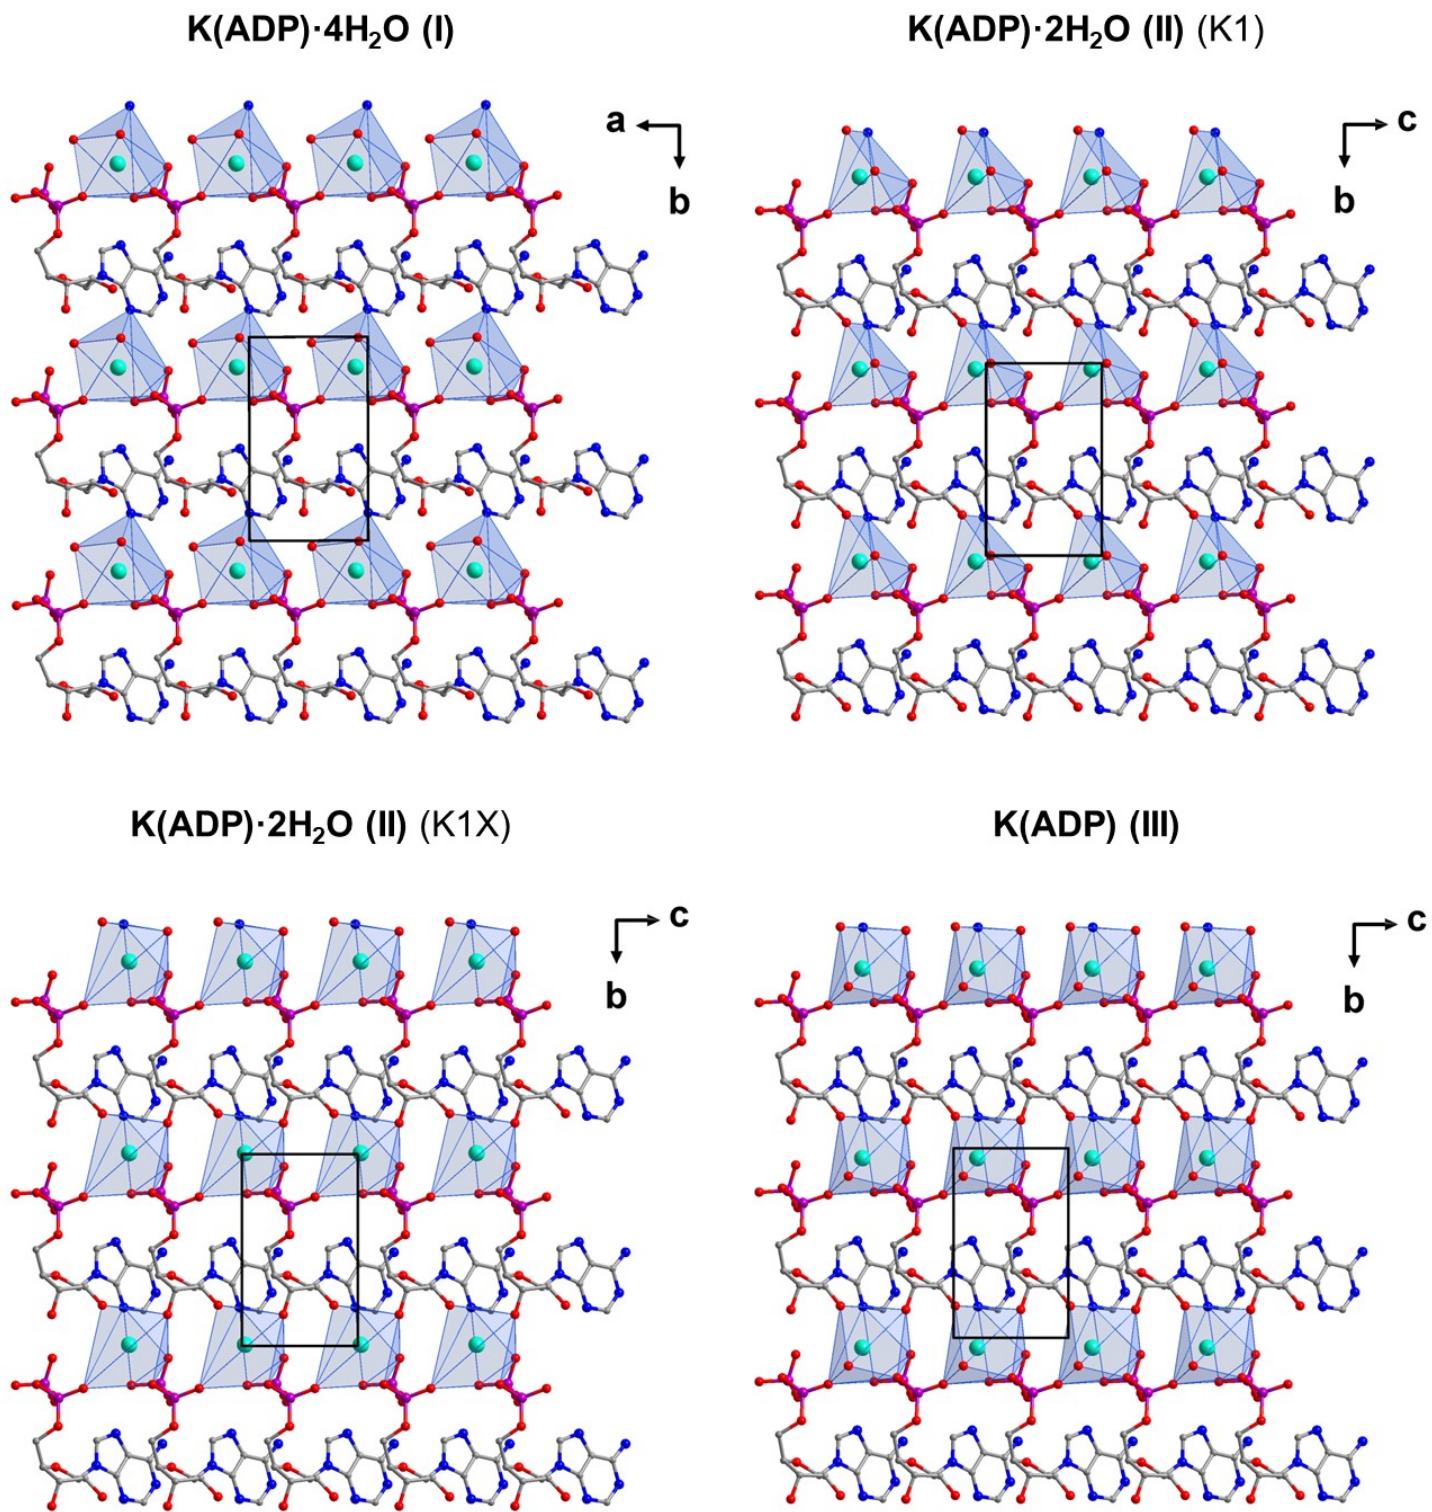 K(ADP)·4H₂O (I)
K(ADP)·2H₂O (II) (K1)
a
b
c
b
K(ADP)·2H₂O (II) (K1X)
K(ADP) (III)
c
b
c
b